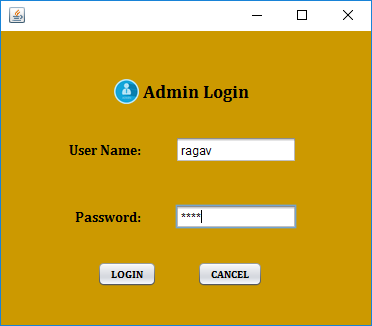 Admin Login
User Name: ragav
Password: ****
LOGIN CANCEL